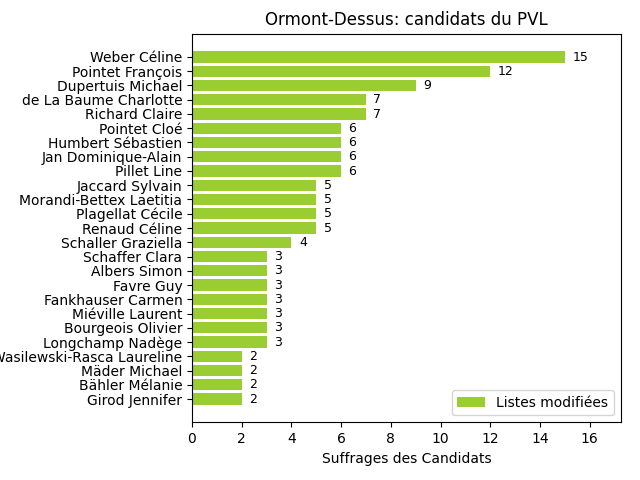 Ormont-Dessus: candidats du PVL
Weber Céline 15
Pointet François 12
Dupertuis Michael 9
de La Baume Charlotte 7
Richard Claire 7
Pointet Cloé 6
Humbert Sébastien 6
Jan Dominique-Alain 6
Pillet Line 6
Jaccard Sylvain 5
Morandi-Bettex Laetitia 5
Plagellat Cécile 5
Renaud Céline 5
Schaller Graziella 4
Schaffer Clara 3
Albers Simon 3
Favre Guy 3
Fankhauser Carmen 3
Miéville Laurent 3
Bourgeois Olivier 3
Longchamp Nadège 3
Wasilewski-Rasca Laureline 2
Mäder Michael 2
Bähler Mélanie 2
Girod Jennifer 2
Listes modifiées
0 2 4 6 8 10 12 14 16
Suffrages des Candidats